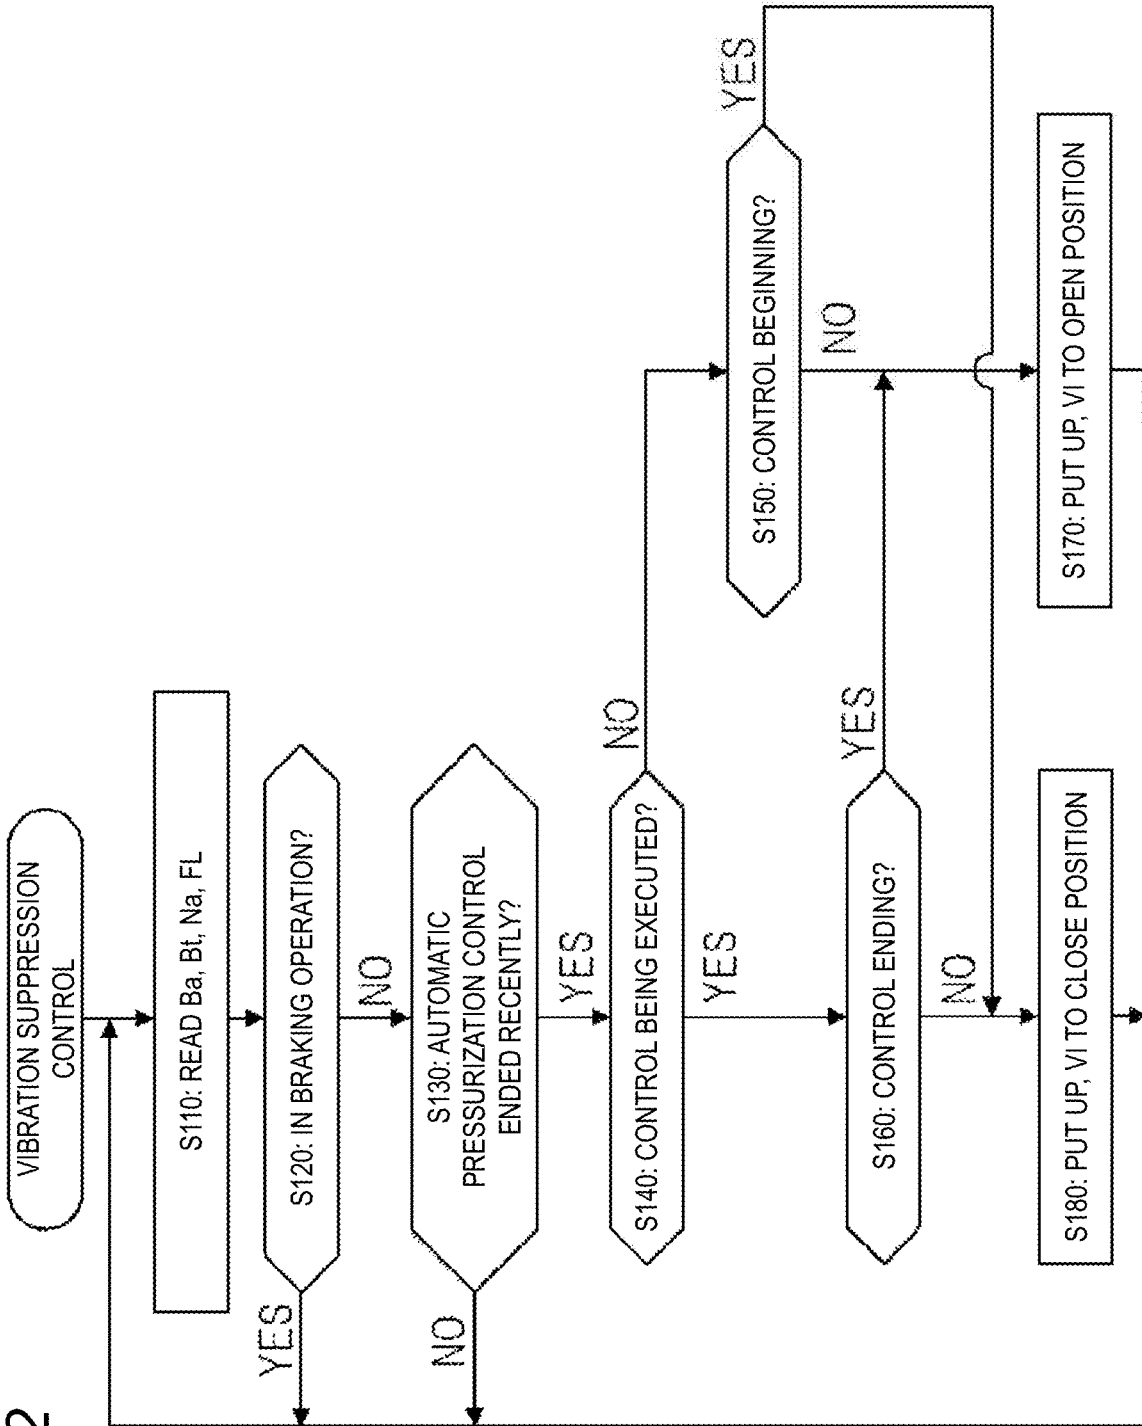 2
VIBRATION SUPPRESSION
CONTROL
S110: READ Ba, Bt, Na, FL
S120: IN BRAKING OPERATION?
YES
NO
S130: AUTOMATIC
PRESSURIZATION CONTROL
ENDED RECENTLY?
NO
YES
S140: CONTROL BEING EXECUTED?
NO
YES
S150: CONTROL BEGINNING?
YES
NO
S160: CONTROL ENDING?
YES
NO
S170: PUT UP, VI TO OPEN POSITION
S180: PUT UP, VI TO CLOSE POSITION